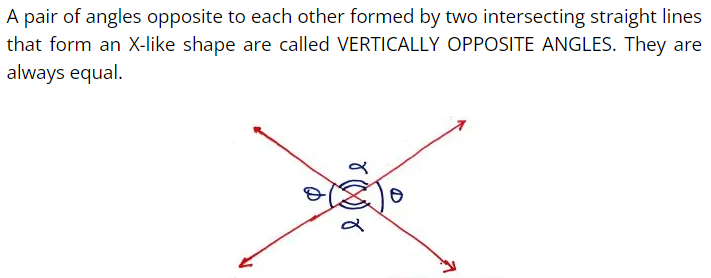 A pair of angles opposite to each other formed by two intersecting straight lines
that form an X-like shape are called VERTICALLY OPPOSITE ANGLES. They are
always equal.
α
θ θ
α